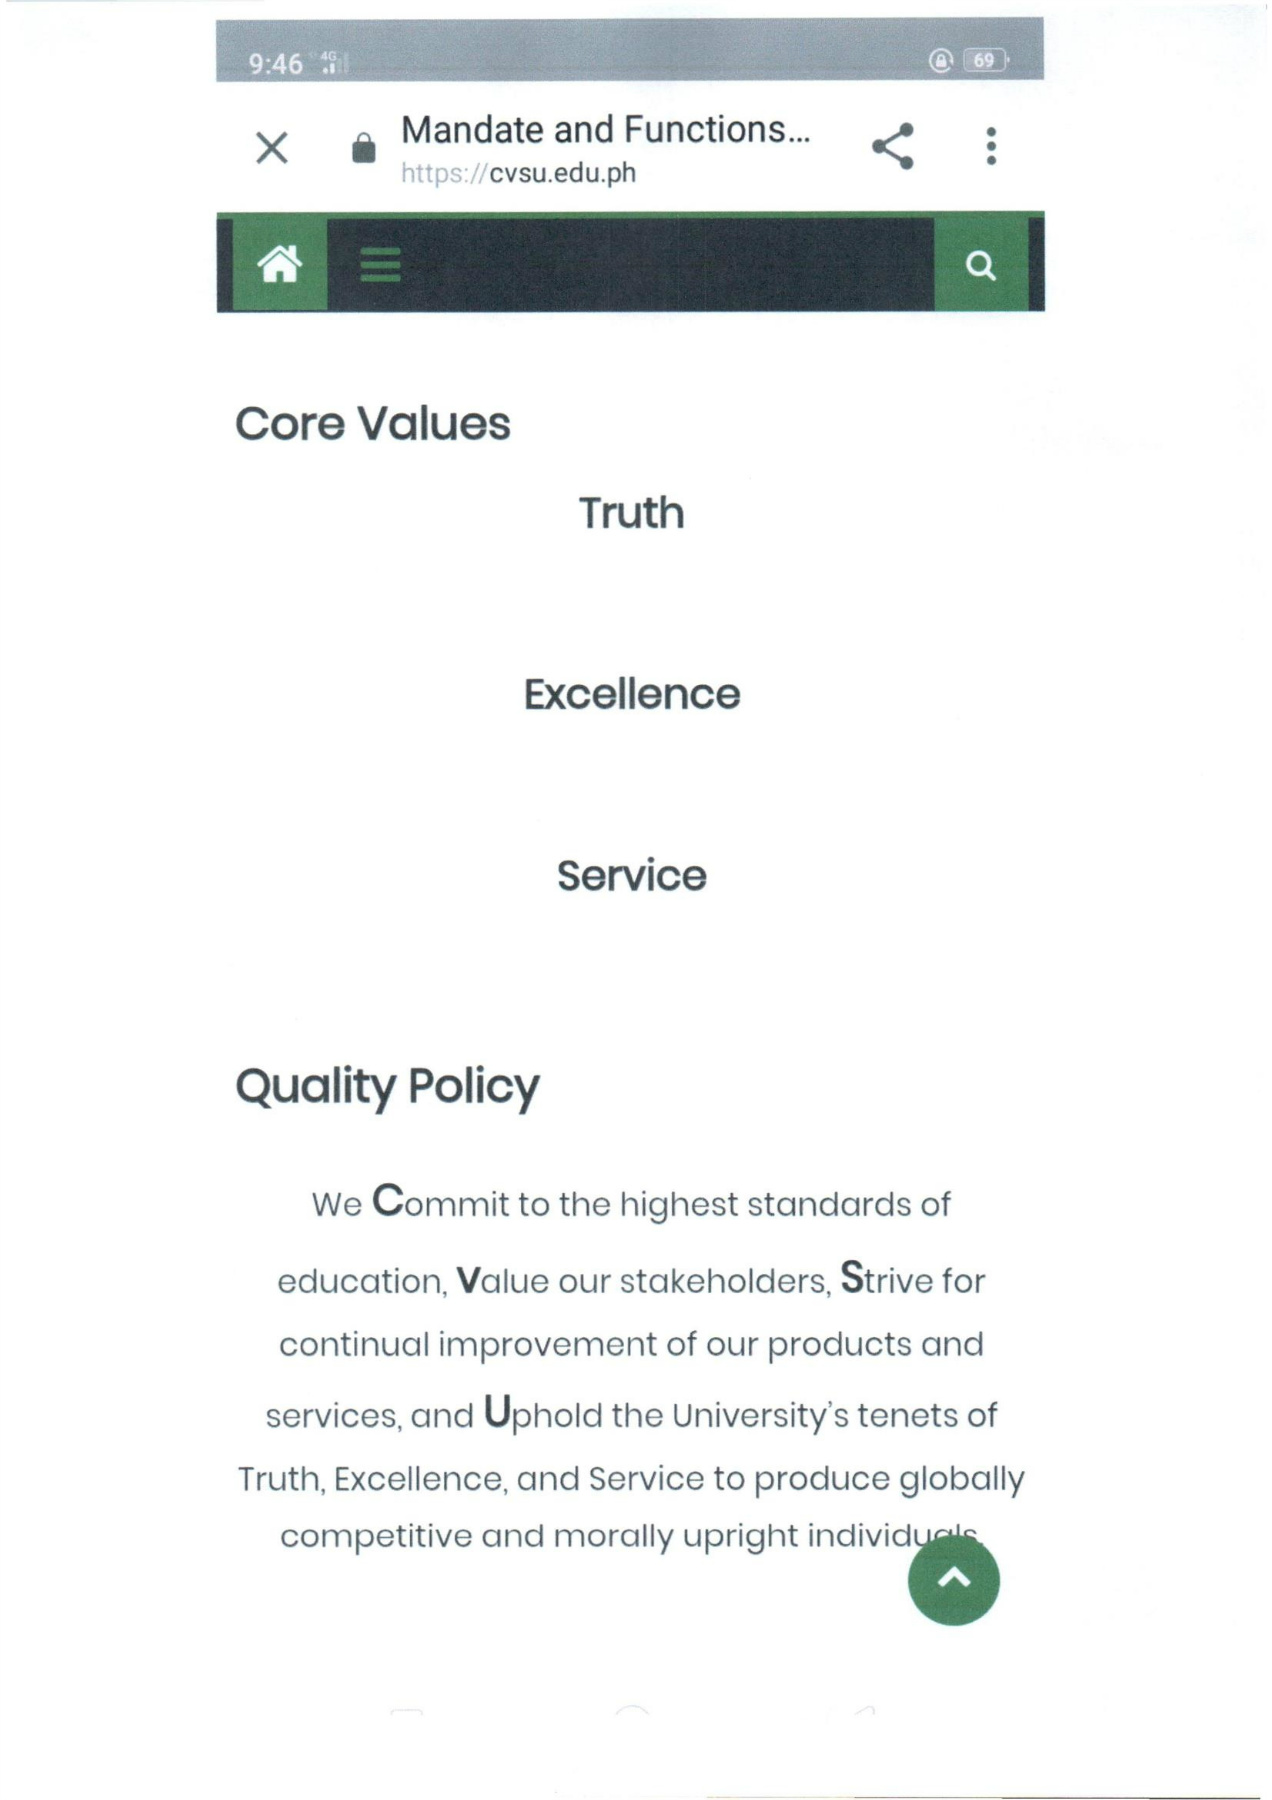 9:46 4G 69
Mandate and Functions...
https://cvsu.edu.ph
Core Values
Truth
Excellence
Service
Quality Policy
We Commit to the highest standards of
education, Value our stakeholders, Strive for
continual improvement of our products and
services, and Uphold the University's tenets of
Truth, Excellence, and Service to produce globally
competitive and morally upright individuals.